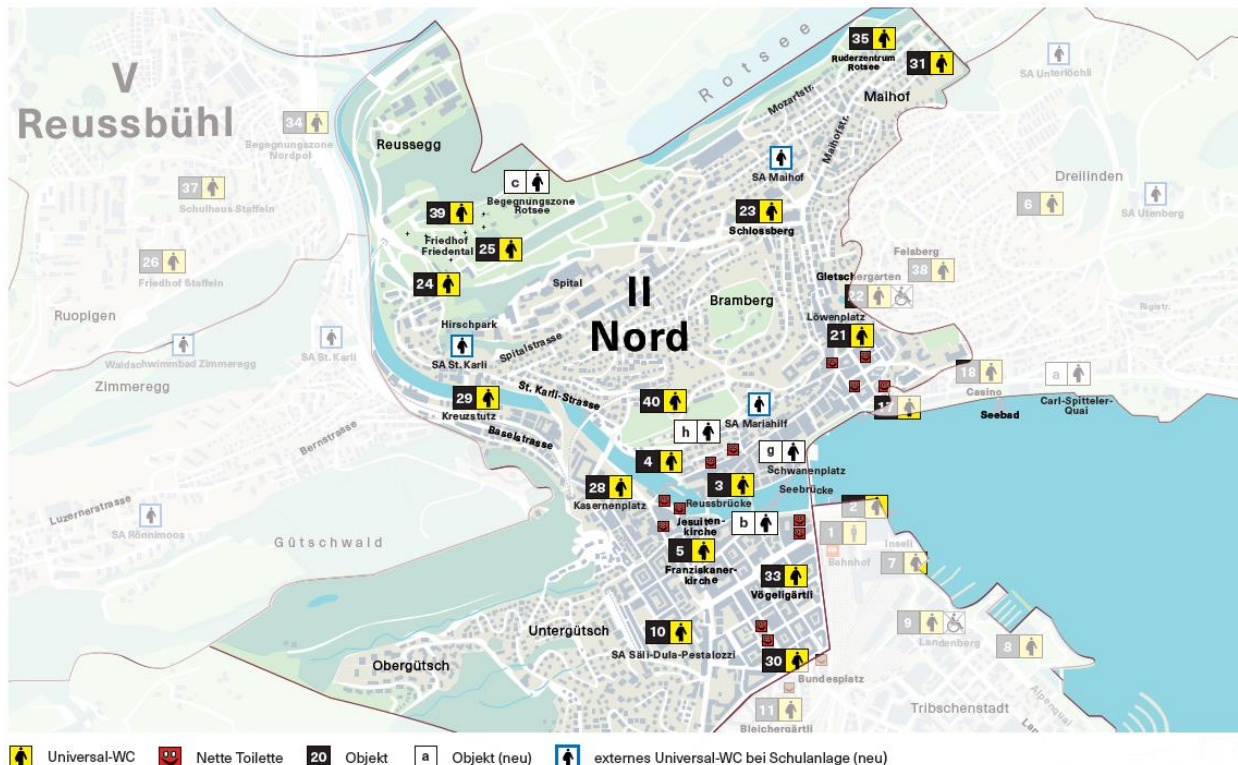 V
Reussbühl
34
Begegnungszone
Nordpol
37
Schulhaus Staffeln
26
Friedhof Staffeln
Ruopigen
Waldschwimmbad Zimmeregg
Zimmeregg
SA St. Karli
Bernstrasse
Luzernerstrasse
SA Rönnimoos
Gütschwald
Rotsee
35
Ruderzentrum
Rotsee
31
Maihof
Mozartstr.
Maihofstr.
SA Maihof
23
Schlossberg
SA Unterlöchli
Dreilinden
6
SA Utenberg
Felsberg
38
Gletschergarten
22
Rigistr.
Löwenplatz
21
18
Casino
a
Carl-Spitteler-
Quai
17
Seebad
Reussegg
c
Begegnungszone
Rotsee
39
Friedhof
Friedental
25
24
Spital
Hirschpark
SA St. Karli
Spitalstrasse
II
Nord
Bramberg
St. Karli-Strasse
29
Kreuzstutz
Baselstrasse
40
SA Mariahilf
h
g
Schwanenplatz
4
3
Reussbrücke
Seebrücke
28
Kasernenplatz
Jesuiten-
kirche
b
2
1
Bahnhof
Inseli
7
5
Franziskaner-
kirche
33
Vögeligärtli
9
Landenberg
8
Untergütsch
10
SA Säli-Dula-Pestalozzi
Obergütsch
30
Bundesplatz
11
Bleichergärtli
Tribschenstadt
Alpenquai
Universal-WC
Nette Toilette
20 Objekt
a Objekt (neu)
externes Universal-WC bei Schulanlage (neu)